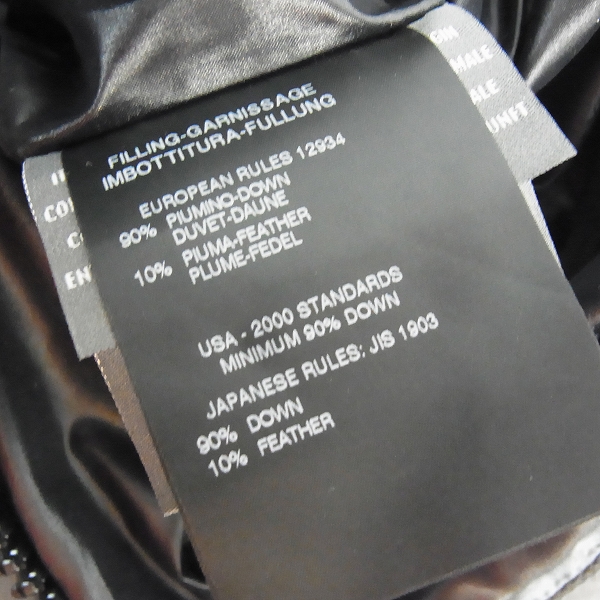 FILLING-GARNISSAGE
IMBOTTITURA-FULLUNG
EUROPEAN RULES 12934
90% PIUMINO-DOWN
DUVET-DAUNE
10% PIUMA-FEATHER
PLUME-FEDEL
USA - 2000 STANDARDS
MINIMUM 90% DOWN
JAPANESE RULES: JIS 1903
90% DOWN
10% FEATHER